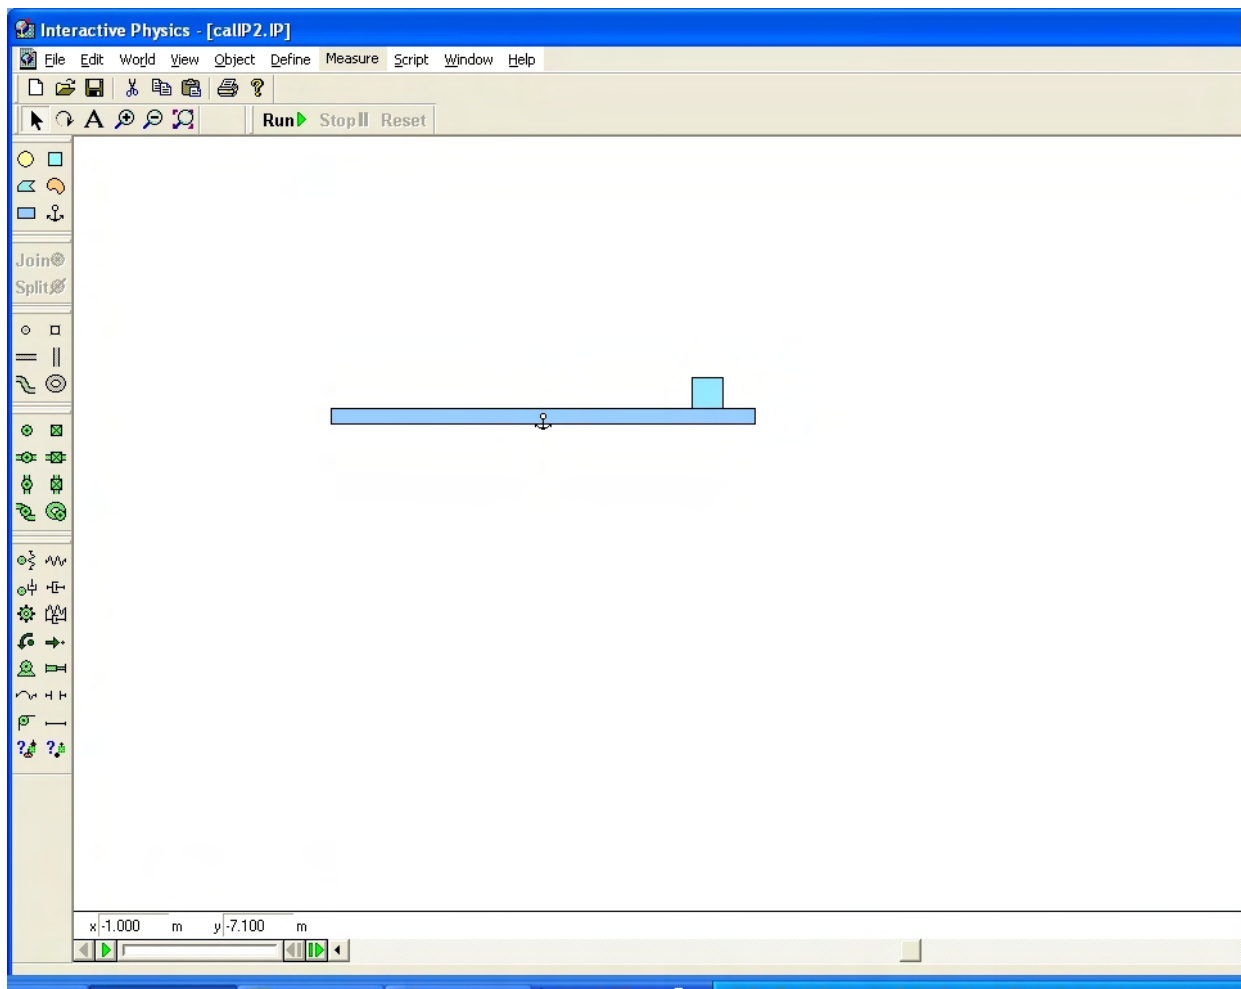 Interactive Physics - [calIP2.IP]
File Edit World View Object Define Measure Script Window Help
A Run Stop Reset
Join
Split
? ?
x -1.000 m y -7.100 m